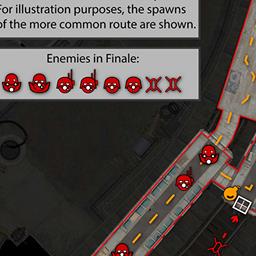 For illustration purposes, the spawns
of the more common route are shown.
Enemies in Finale: